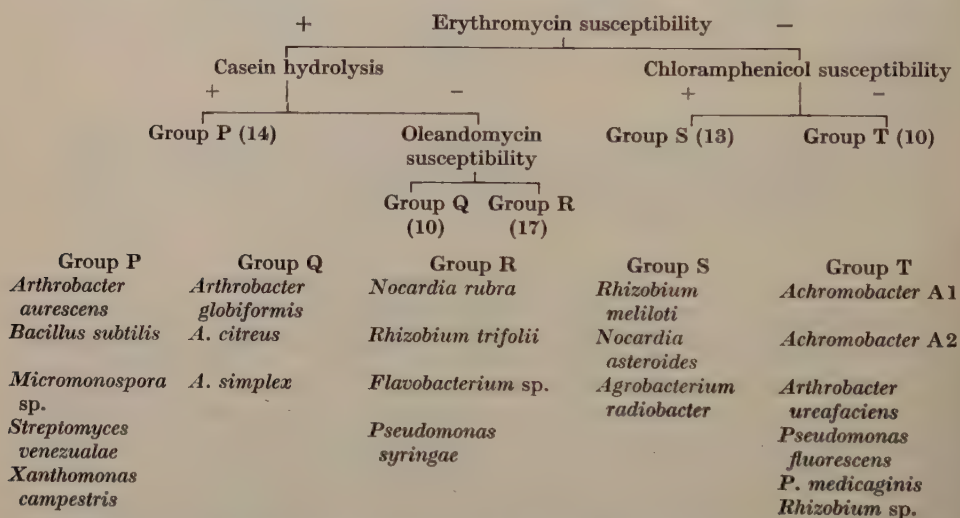 + Erythromycin susceptibility −
Casein hydrolysis Chloramphenicol susceptibility
+ − + −
Group P (14) Oleandomycin Group S (13) Group T (10)
susceptibility
Group Q Group R
(10) (17)
Group P Group Q Group R Group S Group T
Arthrobacter Arthrobacter Nocardia rubra Rhizobium Achromobacter A1
aurescens globiformis meliloti
Bacillus subtilis A. citreus Rhizobium trifolii Nocardia Achromobacter A2
asteroides
Micromonospora A. simplex Flavobacterium sp. Agrobacterium Arthrobacter
sp. radiobacter ureafaciens
Streptomyces Pseudomonas Pseudomonas
venezualae syringae fluorescens
Xanthomonas P. medicaginis
campestris Rhizobium sp.